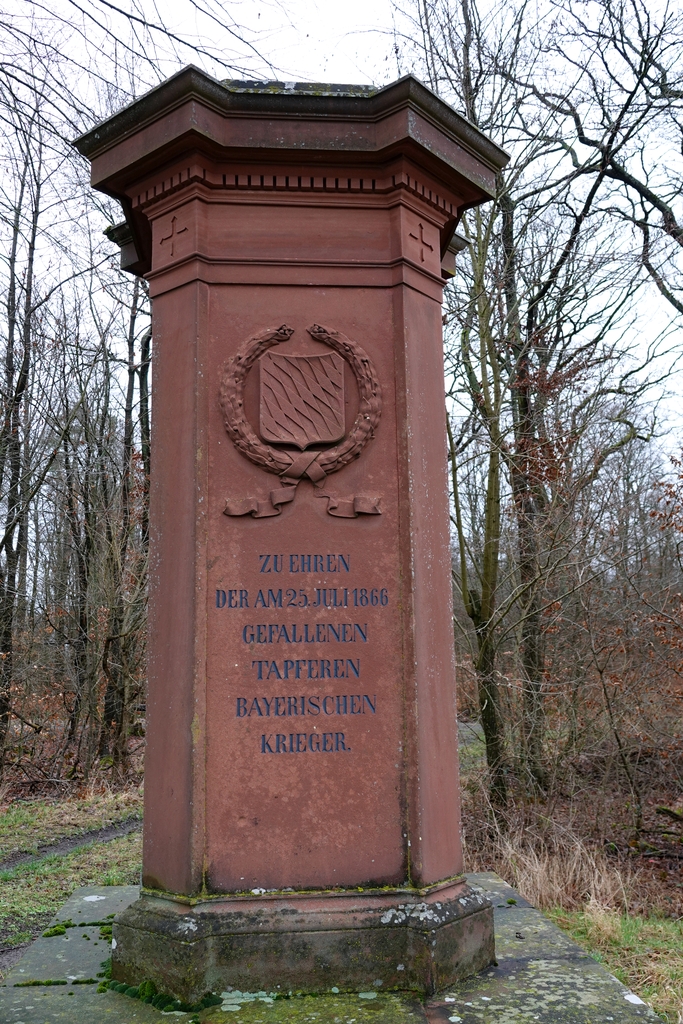 ZU EHREN
DER AM 25. JULI 1866
GEFALLENEN
TAPFEREN
BAYERISCHEN
KRIEGER.